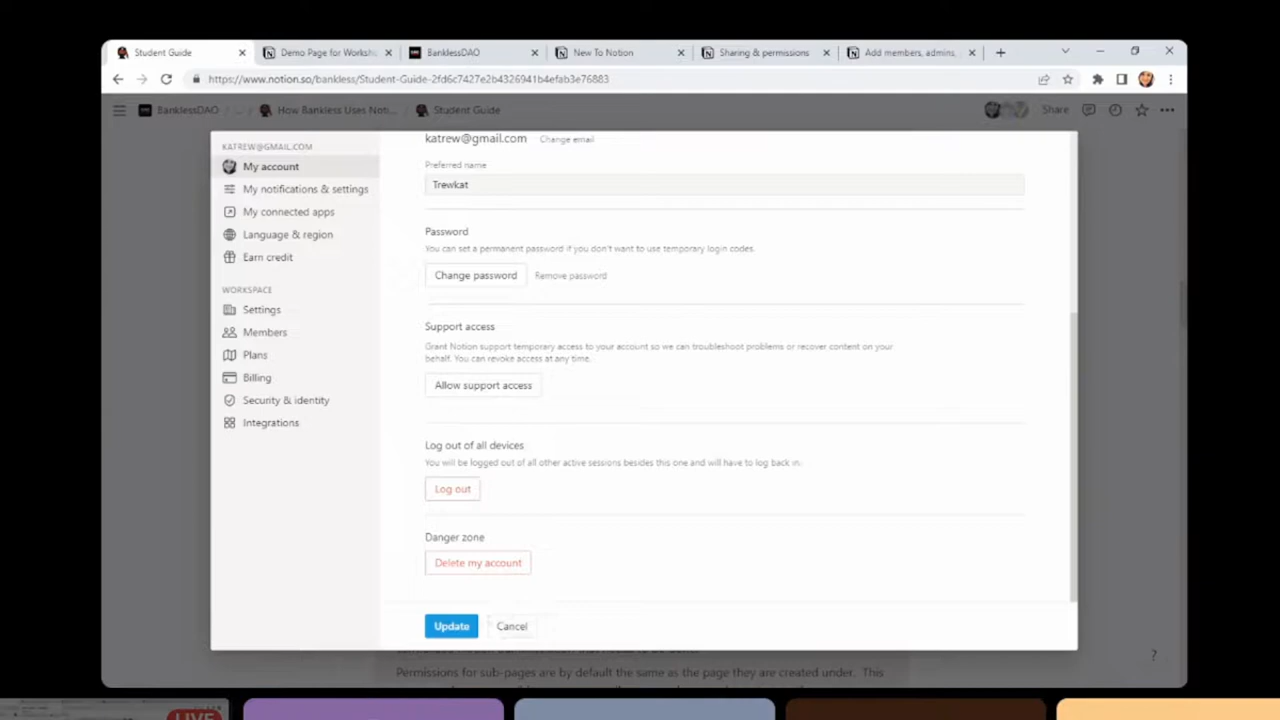 Student Guide
Demo Page for Worksh
BanklessDAO
New To Notion
Sharing & permissions
Add members, admins,
https://www.notion.so/bankless/Student-Guide-2fd6c7427e2b4326941b4efab3e76883
BanklessDAO / ... / How Bankless Uses Not... / Student Guide
Share
KATREW@GMAIL.COM
My account
My notifications & settings
My connected apps
Language & region
Earn credit
WORKSPACE
Settings
Members
Plans
Billing
Security & identity
Integrations
katrew@gmail.com Change email
Preferred name
Trewkat
Password
You can set a permanent password if you don't want to use temporary login codes.
Change password Remove password
Support access
Grant Notion support temporary access to your account so we can troubleshoot problems or recover content on your
behalf. You can revoke access at any time.
Allow support access
Log out of all devices
You will be logged out of all other active sessions besides this one and will have to log back in.
Log out
Danger zone
Delete my account
Update Cancel
?
Permissions for sub-pages are by default the same as the page they are created under. This
LIVE